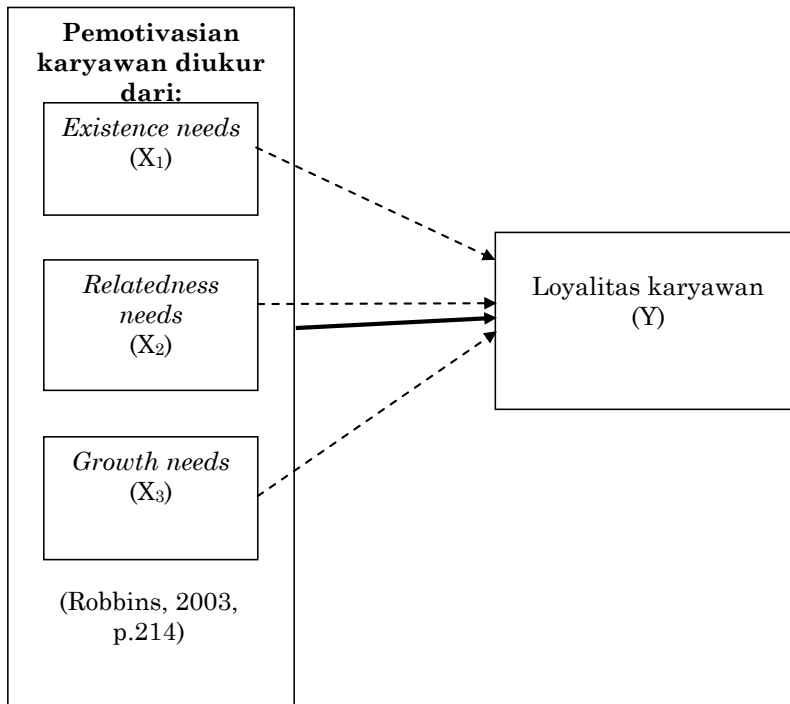 Pemotivasian
karyawan diukur
dari:
Existence needs
(X₁)
Relatedness
needs
(X₂)
Growth needs
(X₃)
(Robbins, 2003,
p.214)
Loyalitas karyawan
(Y)